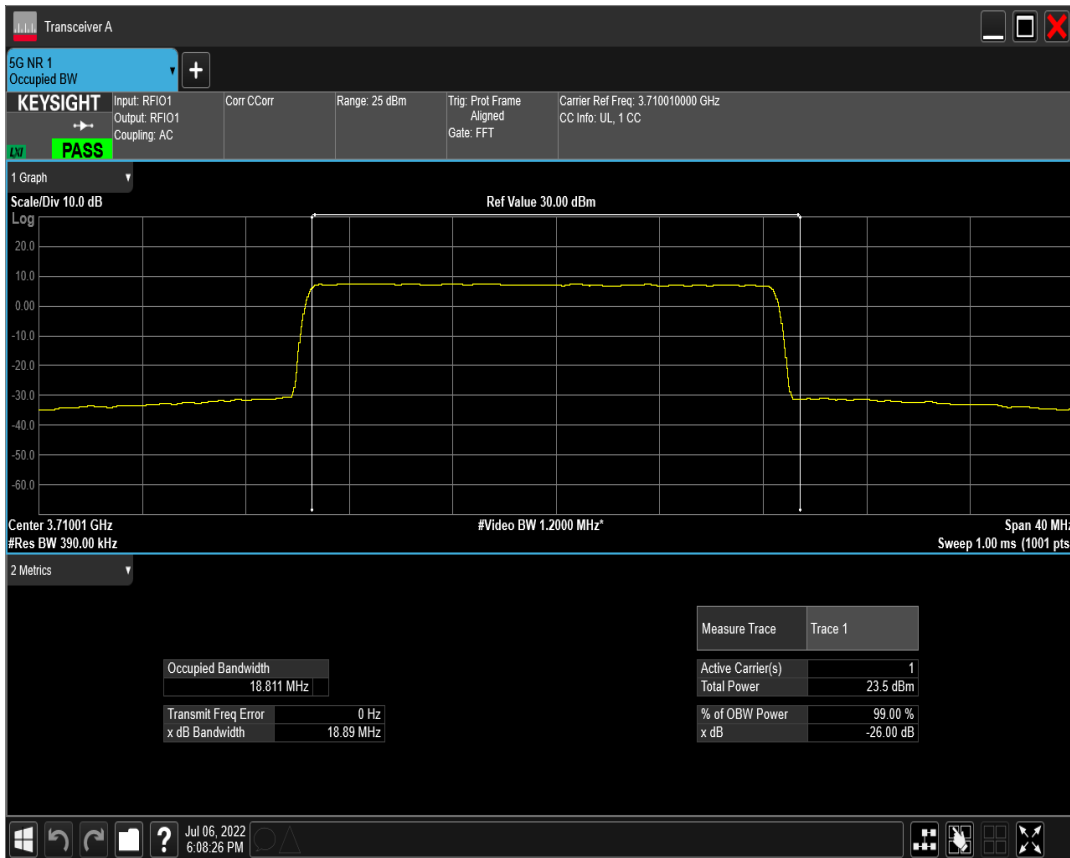 Transceiver A
5G NR 1
Occupied BW
+
KEYSIGHT
LXI
PASS
Input: RFIO1
Output: RFIO1
Coupling: AC
Corr CCorr
Range: 25 dBm
Trig: Prot Frame
Aligned
Gate: FFT
Carrier Ref Freq: 3.710010000 GHz
CC Info: UL, 1 CC
1 Graph
Scale/Div 10.0 dB
Ref Value 30.00 dBm
Log
20.0
10.0
0.00
-10.0
-20.0
-30.0
-40.0
-50.0
-60.0
Center 3.71001 GHz
#Video BW 1.2000 MHz*
Span 40 MHz
#Res BW 390.00 kHz
Sweep 1.00 ms (1001 pts
2 Metrics
Measure Trace Trace 1
Occupied Bandwidth
18.811 MHz
Active Carrier(s) 1
Total Power 23.5 dBm
Transmit Freq Error 0 Hz
x dB Bandwidth 18.89 MHz
% of OBW Power 99.00 %
x dB -26.00 dB
?
Jul 06, 2022
6:08:26 PM